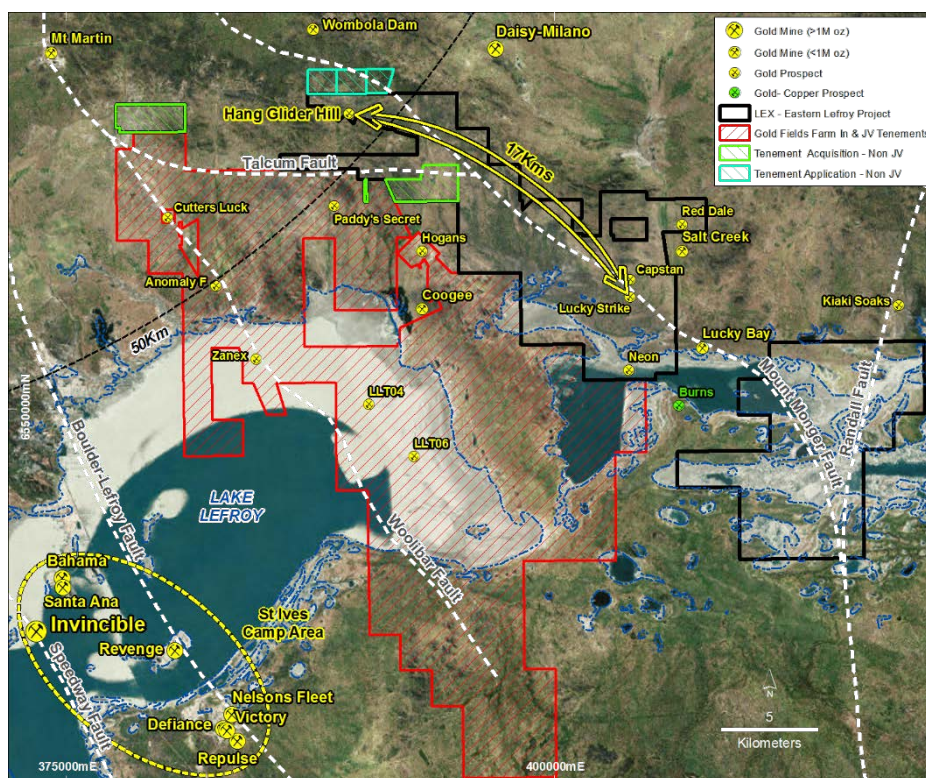 Mt Martin
Wombola Dam
Daisy-Milano
Gold Mine (>1M oz)
Gold Mine (<1M oz)
Gold Prospect
Gold- Copper Prospect
LEX - Eastern Lefroy Project
Gold Fields Farm In & JV Tenements
Tenement Acquisition - Non JV
Tenement Application - Non JV
Hang Glider Hill
17Kms
Talcum Fault
Cutters Luck
Paddy's Secret
Hogans
Red Dale
Salt Creek
Anomaly F
Coogee
Capstan
Lucky Strike
Kiaki Soaks
50Km
Zanex
Lucky Bay
Neon
LLT04
Burns
6550000mN
LLT06
Boulder-Lefroy Fault
Mount Monger Fault
Randall Fault
LAKE
LEFROY
Woolibar Fault
Bahama
Santa Ana
Invincible
St Ives
Camp Area
Revenge
Speedway Fault
Nelsons Fleet
Victory
Defiance
Repulse
N
5
Kilometers
375000mE
400000mE